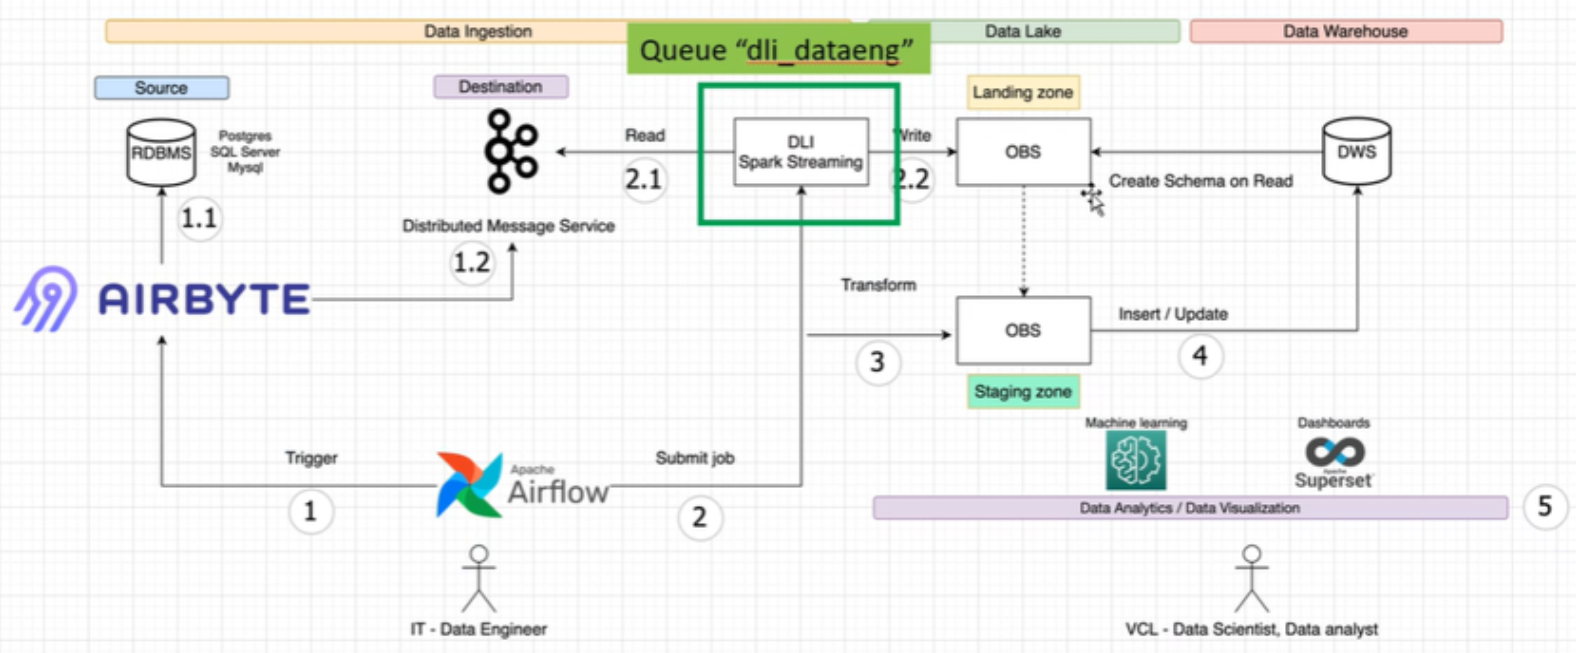 Data Ingestion
Queue “dli_dataeng”
Data Lake
Data Warehouse
Source
Destination
Landing zone
RDBMS
Postgres
SQL Server
Mysql
Read
DLI
Spark Streaming
Write
OBS
DWS
2.1
2.2
Create Schema on Read
1.1
Distributed Message Service
1.2
AIRBYTE
Transform
OBS
Insert / Update
3
4
Staging zone
Machine learning
Dashboards
Trigger
Apache
Airflow
Submit job
Apache
Superset
1
2
Data Analytics / Data Visualization
5
IT - Data Engineer
VCL - Data Scientist, Data analyst